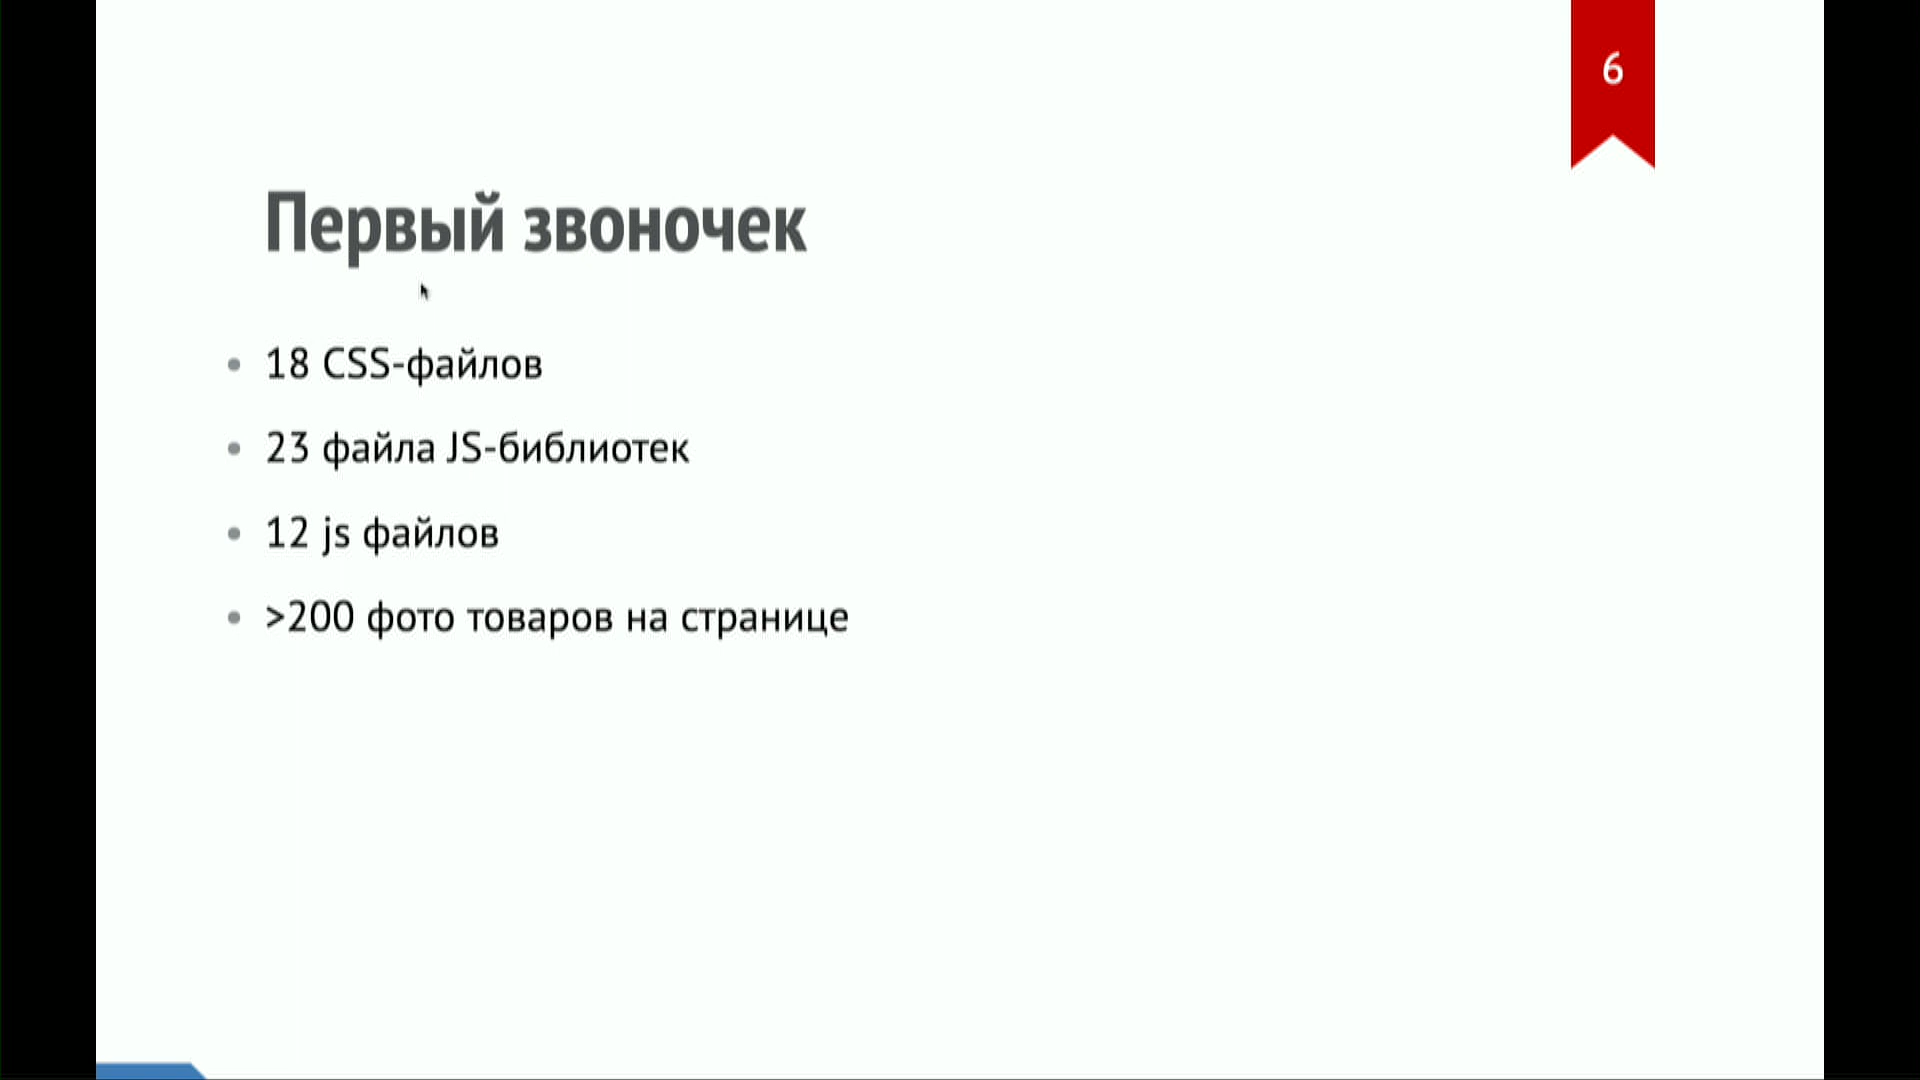 6
Первый звоночек
• 18 CSS-файлов
• 23 файла JS-библиотек
• 12 js файлов
• >200 фото товаров на странице